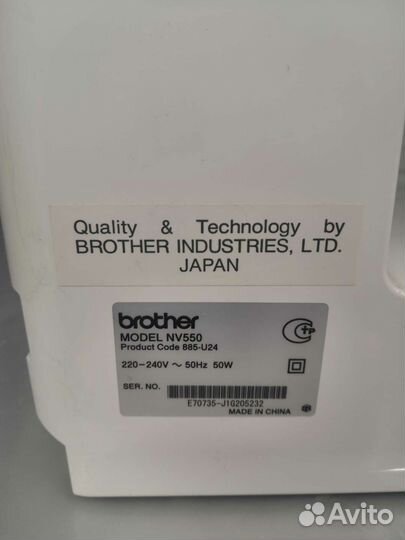 Quality & Technology by
BROTHER INDUSTRIES, LTD.
JAPAN
brother
MODEL NV550
Product Code 885-U24
220-240V ~ 50Hz 50W
SER. NO.
E70735-J1G205232
MADE IN CHINA
Avito